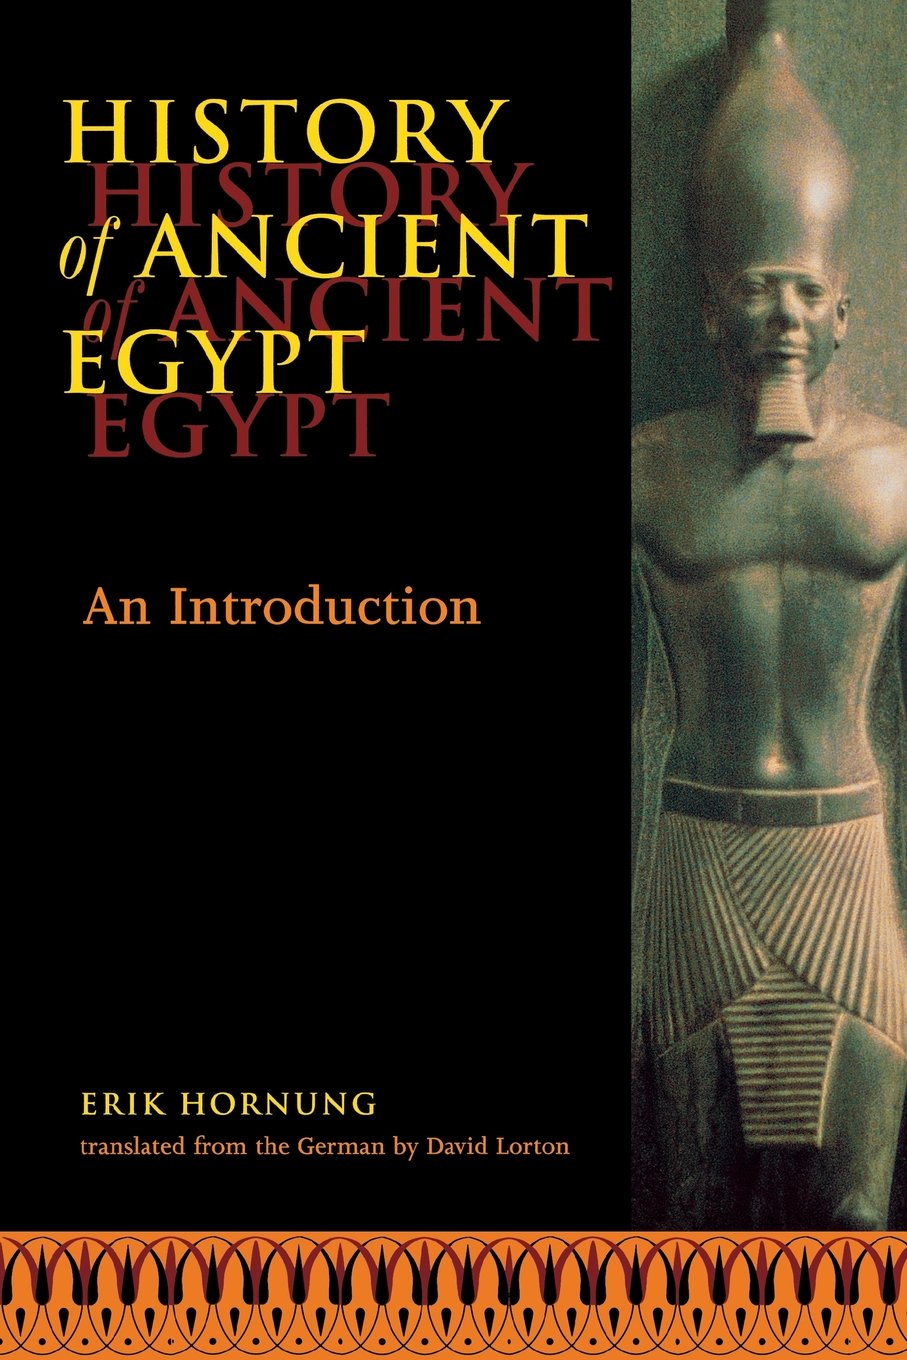 HISTORY
of ANCIENT
EGYPT
An Introduction
ERIK HORNUNG
translated from the German by David Lorton